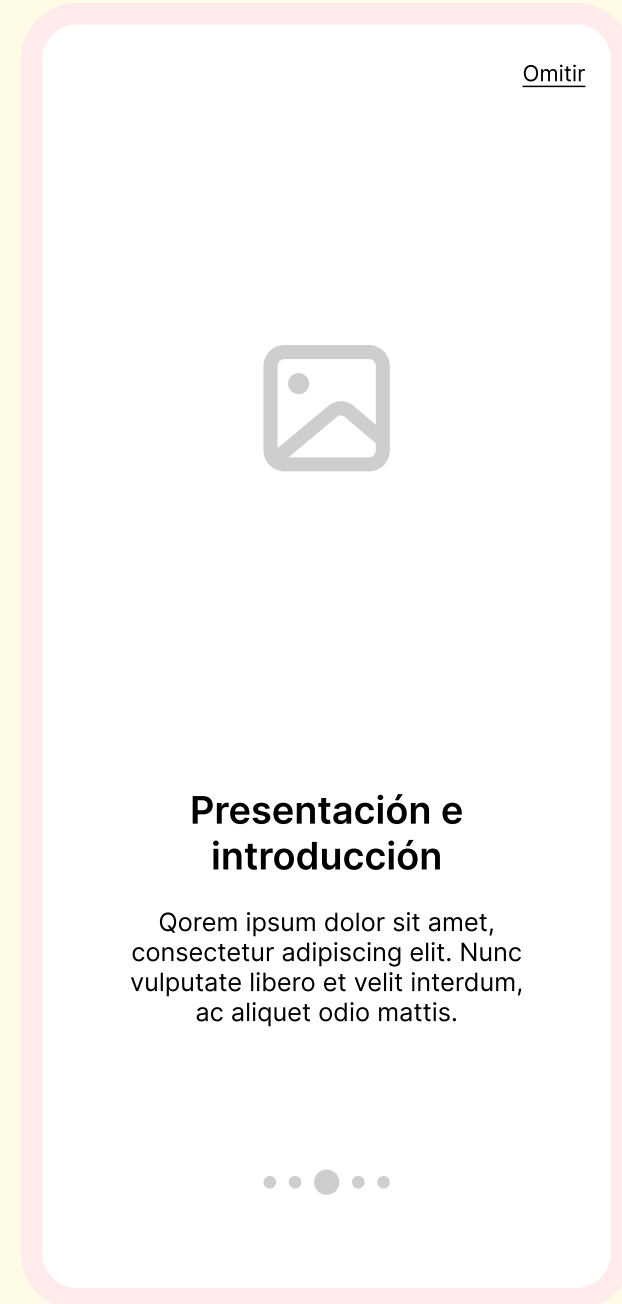 Omitir
Presentación e
introducción
Qorem ipsum dolor sit amet,
consectetur adipiscing elit. Nunc
vulputate libero et velit interdum,
ac aliquet odio mattis.